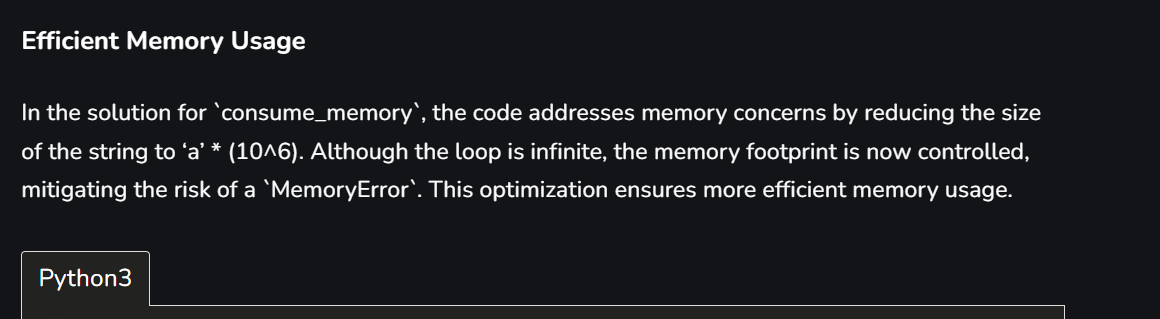 Efficient Memory Usage
In the solution for `consume_memory`, the code addresses memory concerns by reducing the size
of the string to ‘a’ * (10^6). Although the loop is infinite, the memory footprint is now controlled,
mitigating the risk of a `MemoryError`. This optimization ensures more efficient memory usage.
Python3